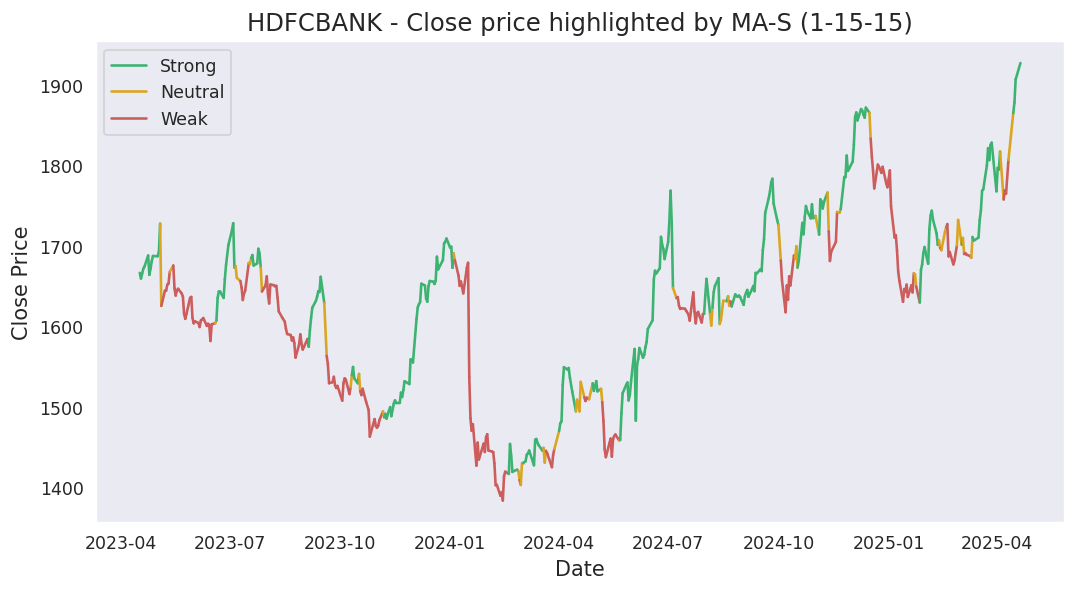 HDFCBANK - Close price highlighted by MA-S (1-15-15)
Strong
Neutral
Weak
1900
1800
1700
1600
1500
1400
Close Price
2023-04 2023-07 2023-10 2024-01 2024-04 2024-07 2024-10 2025-01 2025-04
Date